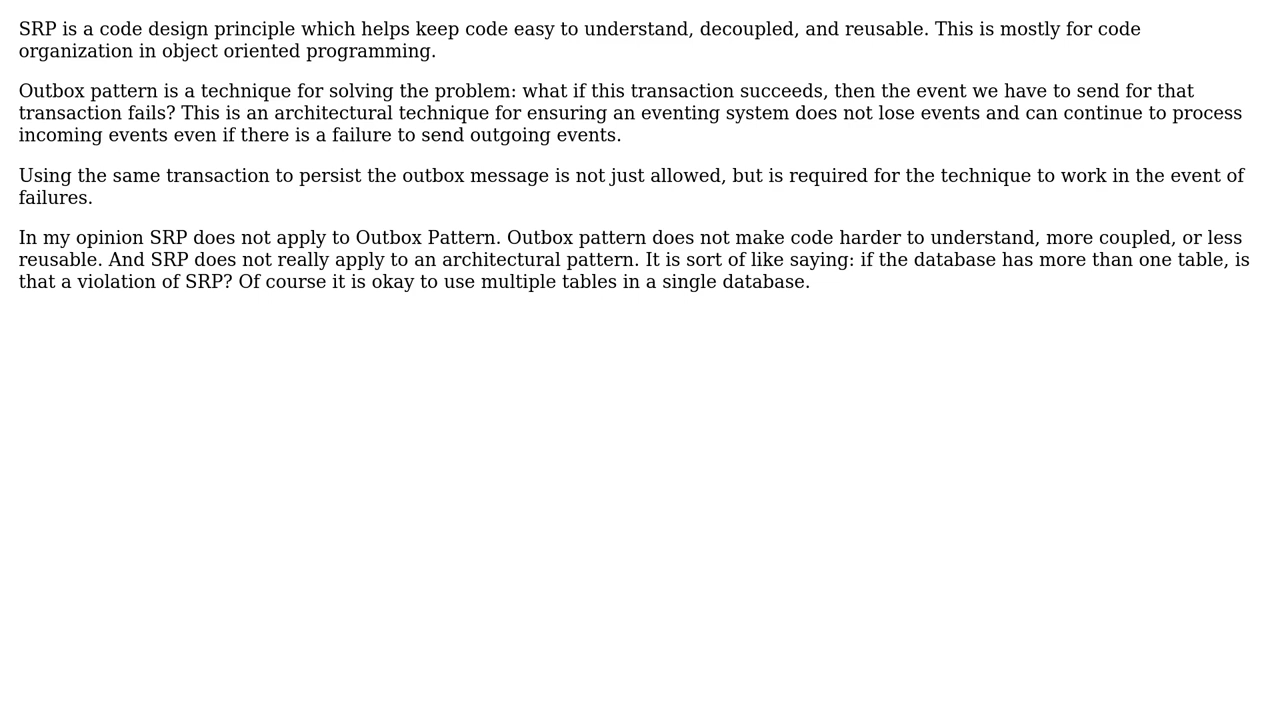 SRP is a code design principle which helps keep code easy to understand, decoupled, and reusable. This is mostly for code
organization in object oriented programming.
Outbox pattern is a technique for solving the problem: what if this transaction succeeds, then the event we have to send for that
transaction fails? This is an architectural technique for ensuring an eventing system does not lose events and can continue to process
incoming events even if there is a failure to send outgoing events.
Using the same transaction to persist the outbox message is not just allowed, but is required for the technique to work in the event of
failures.
In my opinion SRP does not apply to Outbox Pattern. Outbox pattern does not make code harder to understand, more coupled, or less
reusable. And SRP does not really apply to an architectural pattern. It is sort of like saying: if the database has more than one table, is
that a violation of SRP? Of course it is okay to use multiple tables in a single database.